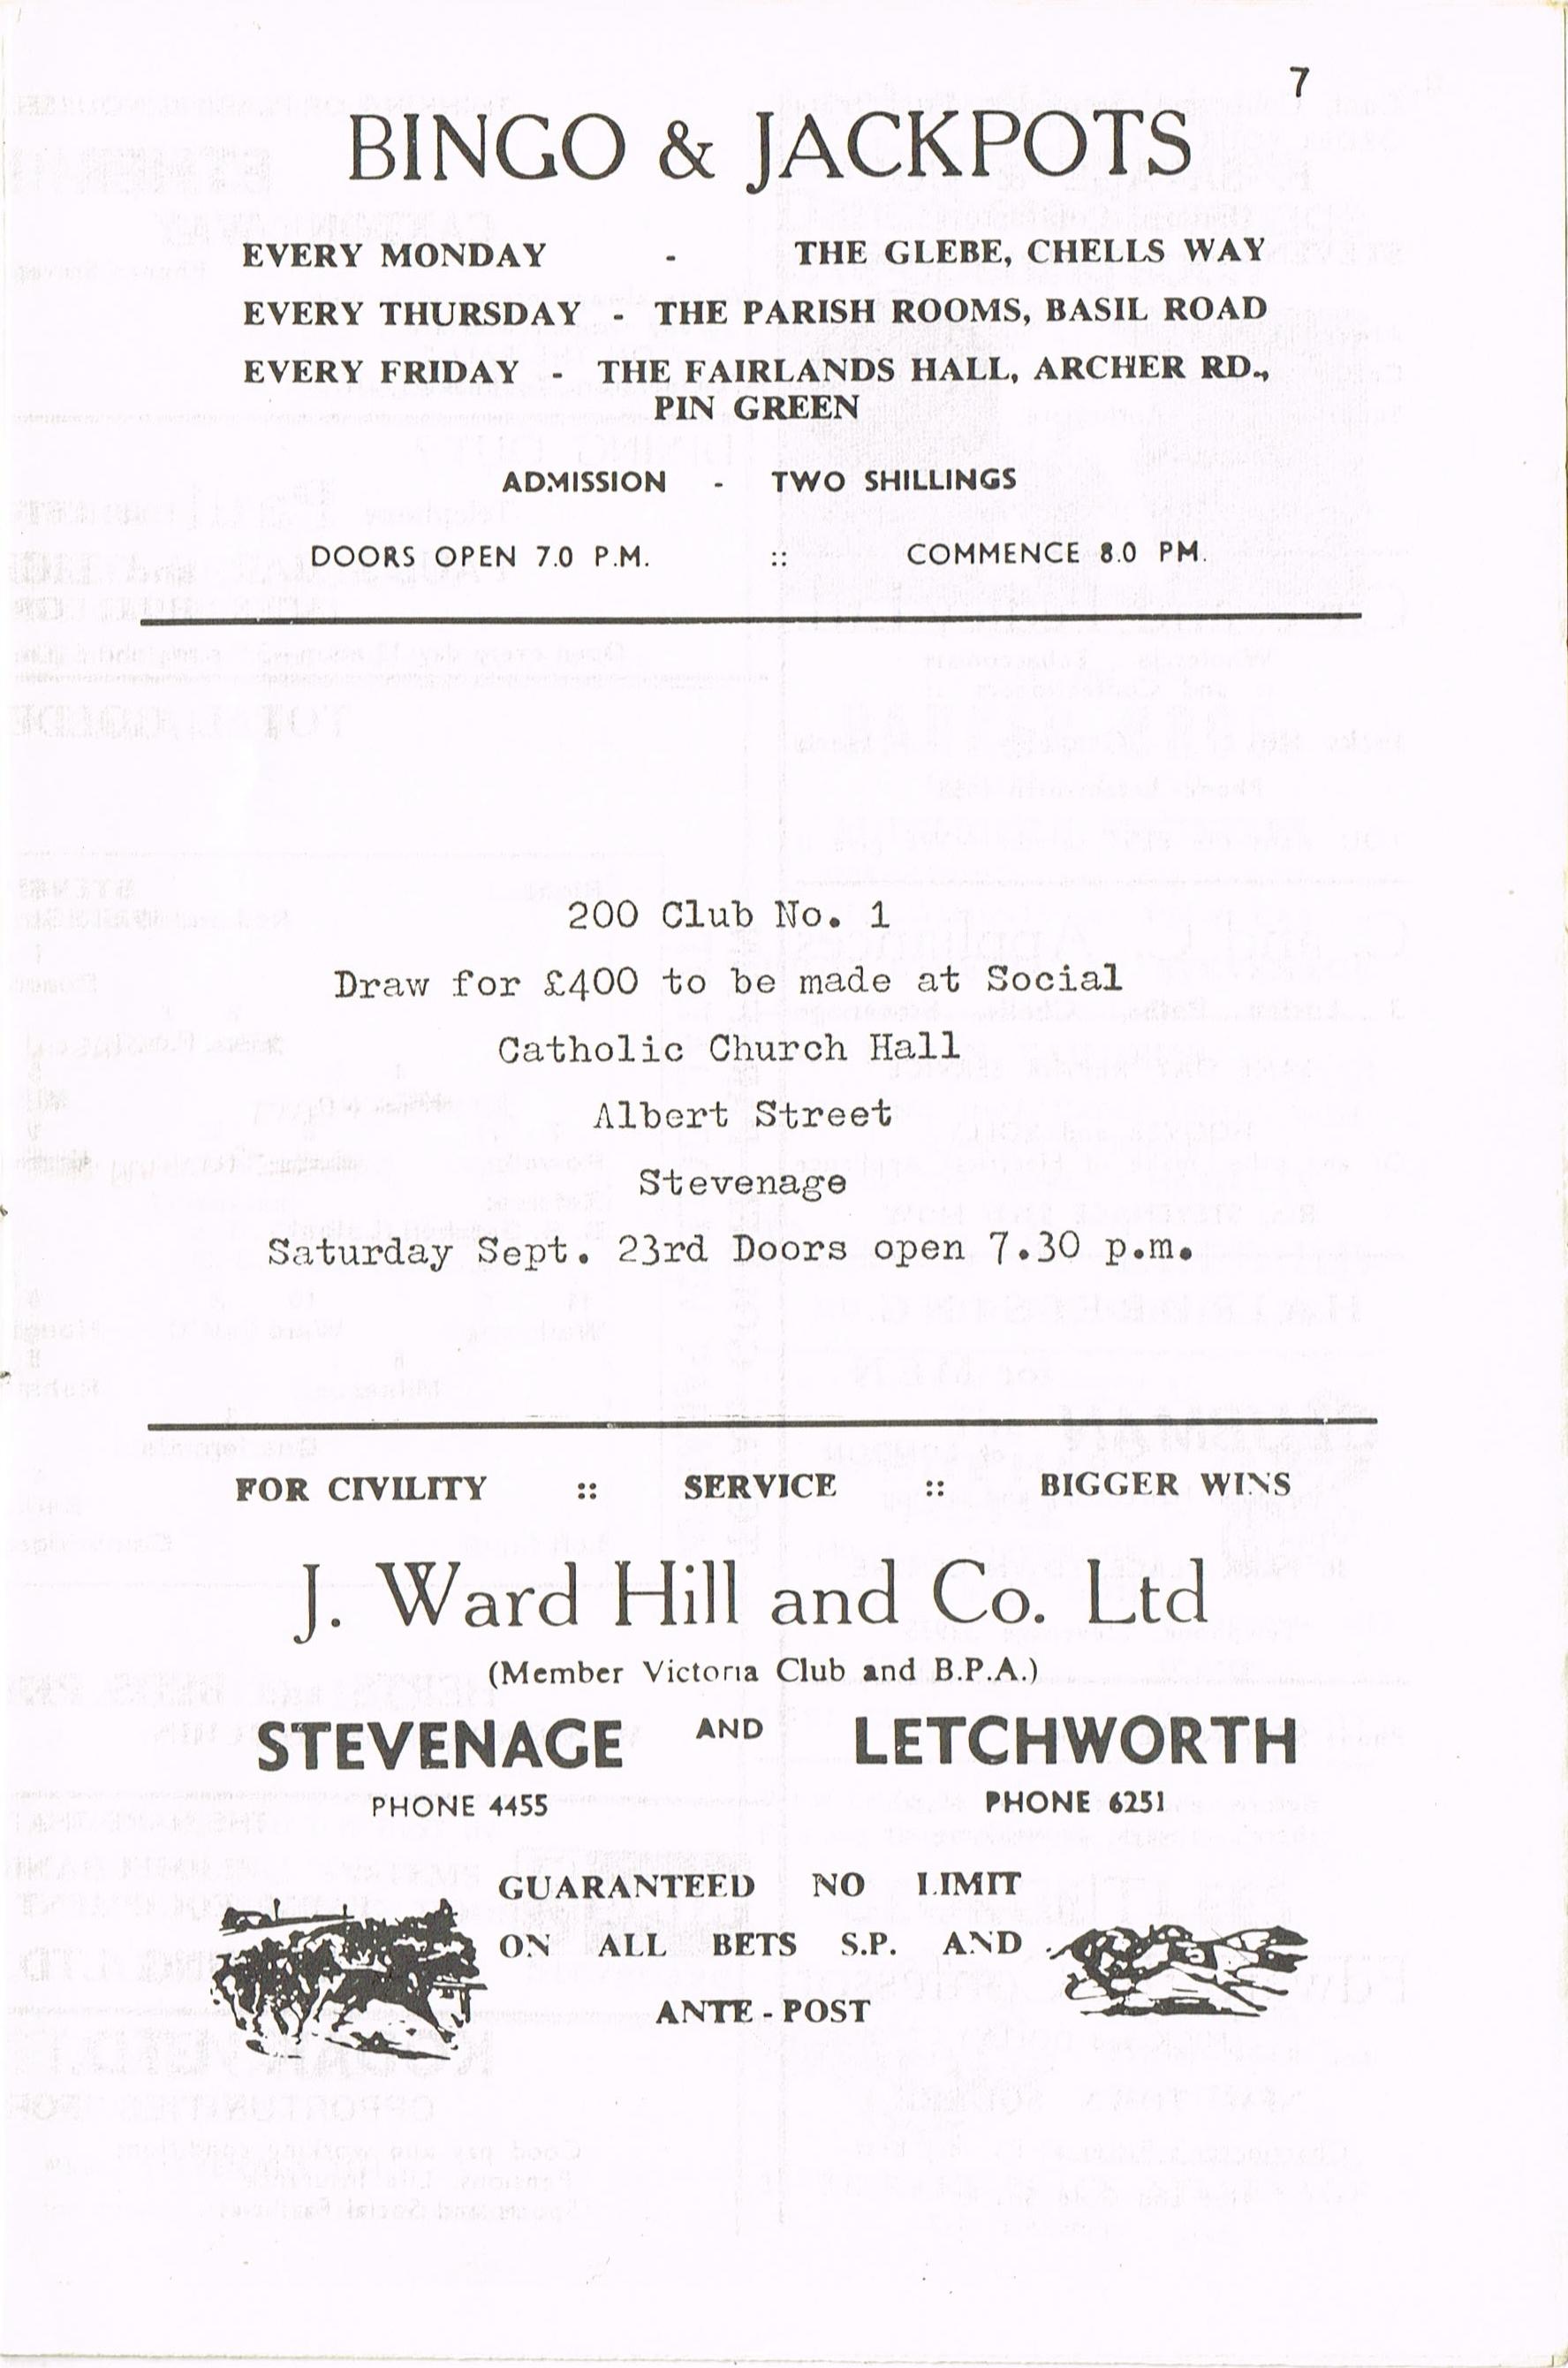 7
BINGO & JACKPOTS
EVERY MONDAY - THE GLEBE, CHELLS WAY
EVERY THURSDAY - THE PARISH ROOMS, BASIL ROAD
EVERY FRIDAY - THE FAIRLANDS HALL, ARCHER RD.,
PIN GREEN
ADMISSION - TWO SHILLINGS
DOORS OPEN 7.0 P.M. :: COMMENCE 8.0 PM.
200 Club No. 1
Draw for £400 to be made at Social
Catholic Church Hall
Albert Street
Stevenage
Saturday Sept. 23rd Doors open 7.30 p.m.
FOR CIVILITY :: SERVICE :: BIGGER WINS
J. Ward Hill and Co. Ltd
(Member Victoria Club and B.P.A.)
STEVENAGE AND LETCHWORTH
PHONE 4455 PHONE 6251
GUARANTEED NO LIMIT
ON ALL BETS S.P. AND
ANTE-POST